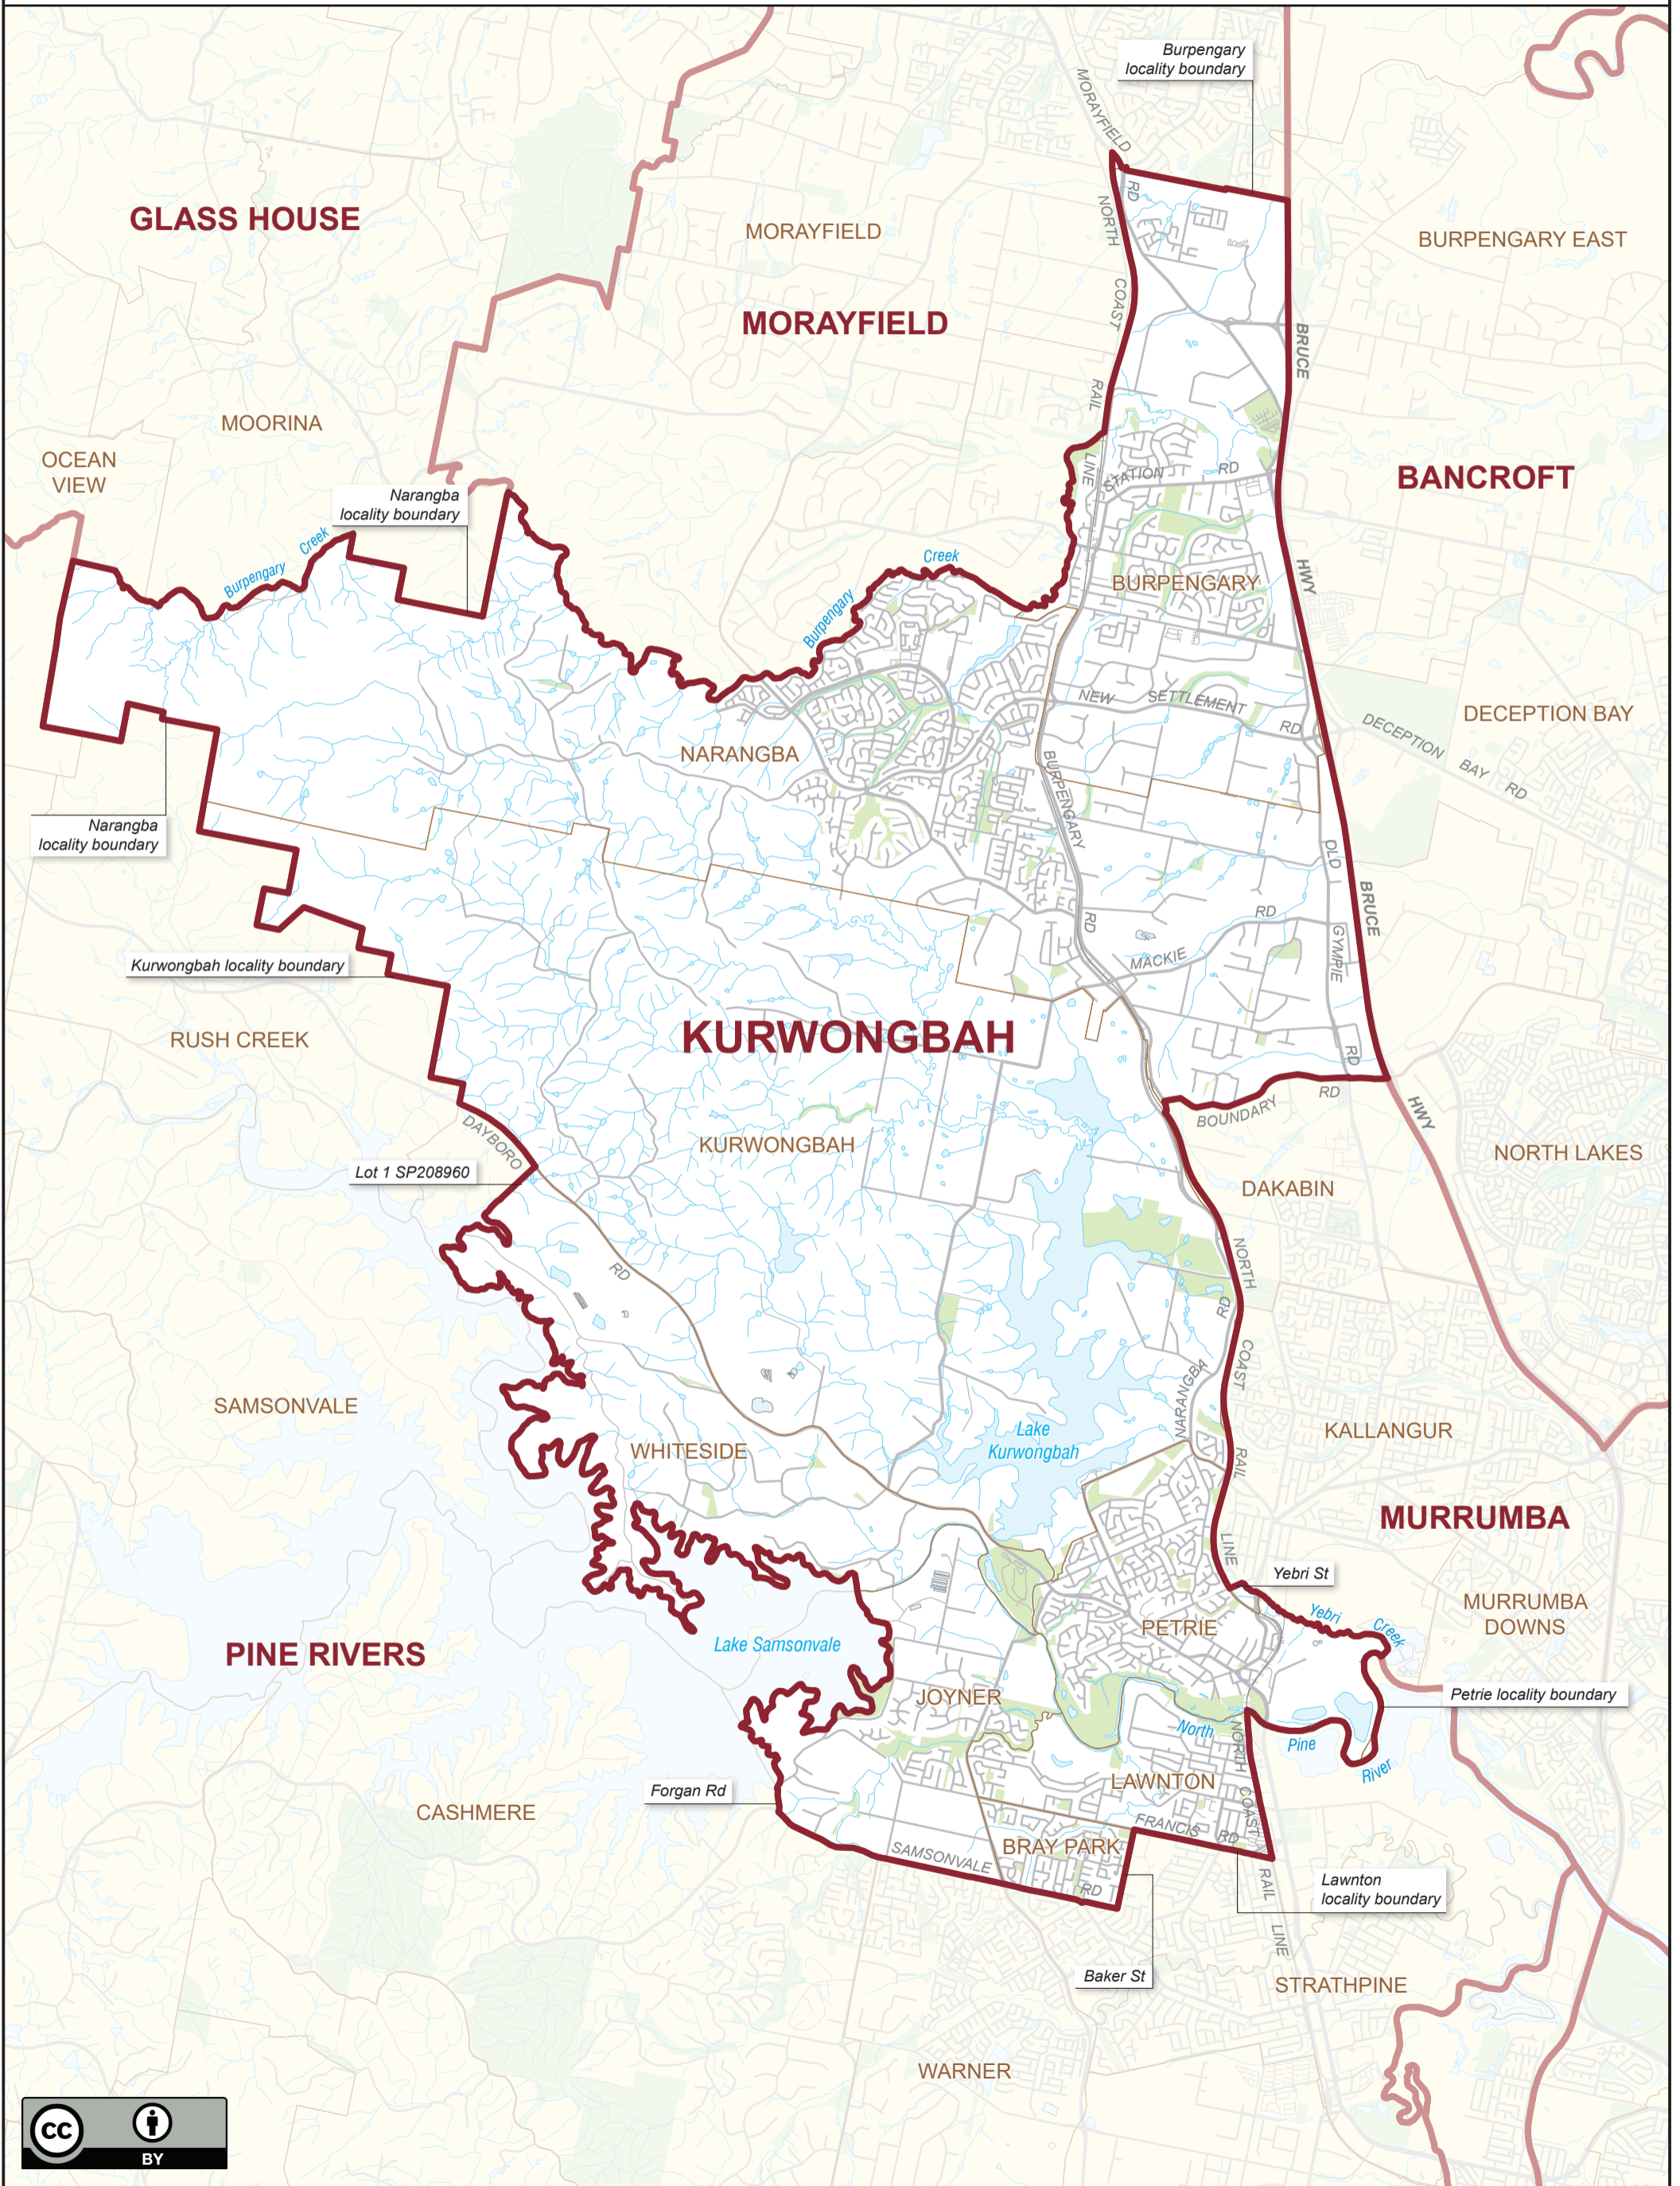 Burpengary
locality boundary
MORAYFIELD
RD
GLASS HOUSE
MORAYFIELD
NORTH
BURPENGARY EAST
COAST
MORAYFIELD
BRUCE
RAIL
MOORINA
OCEAN
VIEW
LINE
STATION
RD
BANCROFT
Narangba
locality boundary
Burpengary
Creek
Creek
Burpengary
BURPENGARY
HWY
NEW
SETTLEMENT
RD
DECEPTION
BAY
RD
DECEPTION BAY
NARANGBA
BURPENGARY
RD
Narangba
locality boundary
OLD
GYMPIE
RD
BRUCE
RD
MACKIE
Kurwongbah locality boundary
RUSH CREEK
KURWONGBAH
BOUNDARY
RD
HWY
DAYBORO
KURWONGBAH
Lot 1 SP208960
NORTH LAKES
DAKABIN
RD
NORTH
RD
COAST
NARANGBA
SAMSONVALE
KALLANGUR
Lake
Kurwongbah
WHITESIDE
RAIL
MURRUMBA
LINE
Yebri St
Yebri
Creek
MURRUMBA
DOWNS
PETRIE
PINE RIVERS
Lake Samsonvale
JOYNER
Petrie locality boundary
North
Pine
River
NORTH
COAST
LAWNTON
Forgan Rd
CASHMERE
FRANCIS
RD
BRAY PARK
SAMSONVALE
RD
RAIL
Lawnton
locality boundary
LINE
Baker St
STRATHPINE
WARNER
CC
BY